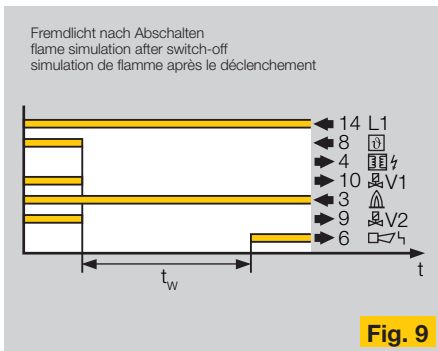 Fremdlicht nach Abschalten
flame simulation after switch-off
simulation de flamme après le déclenchement
14 L1
8 ϑ
4
10 V1
3
9 V2
6
t
tw
Fig. 9